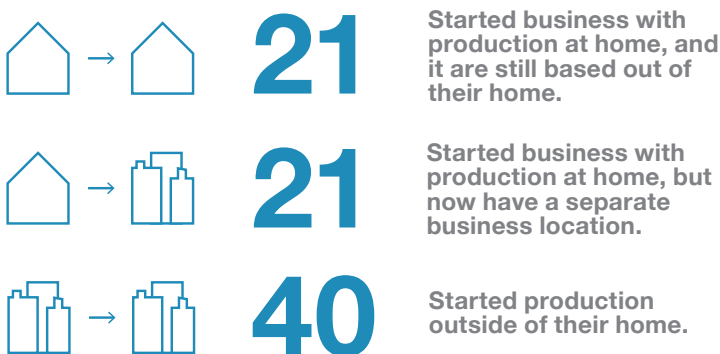 21
Started business with
production at home, and
it are still based out of
their home.
21
Started business with
production at home, but
now have a separate
business location.
40
Started production
outside of their home.